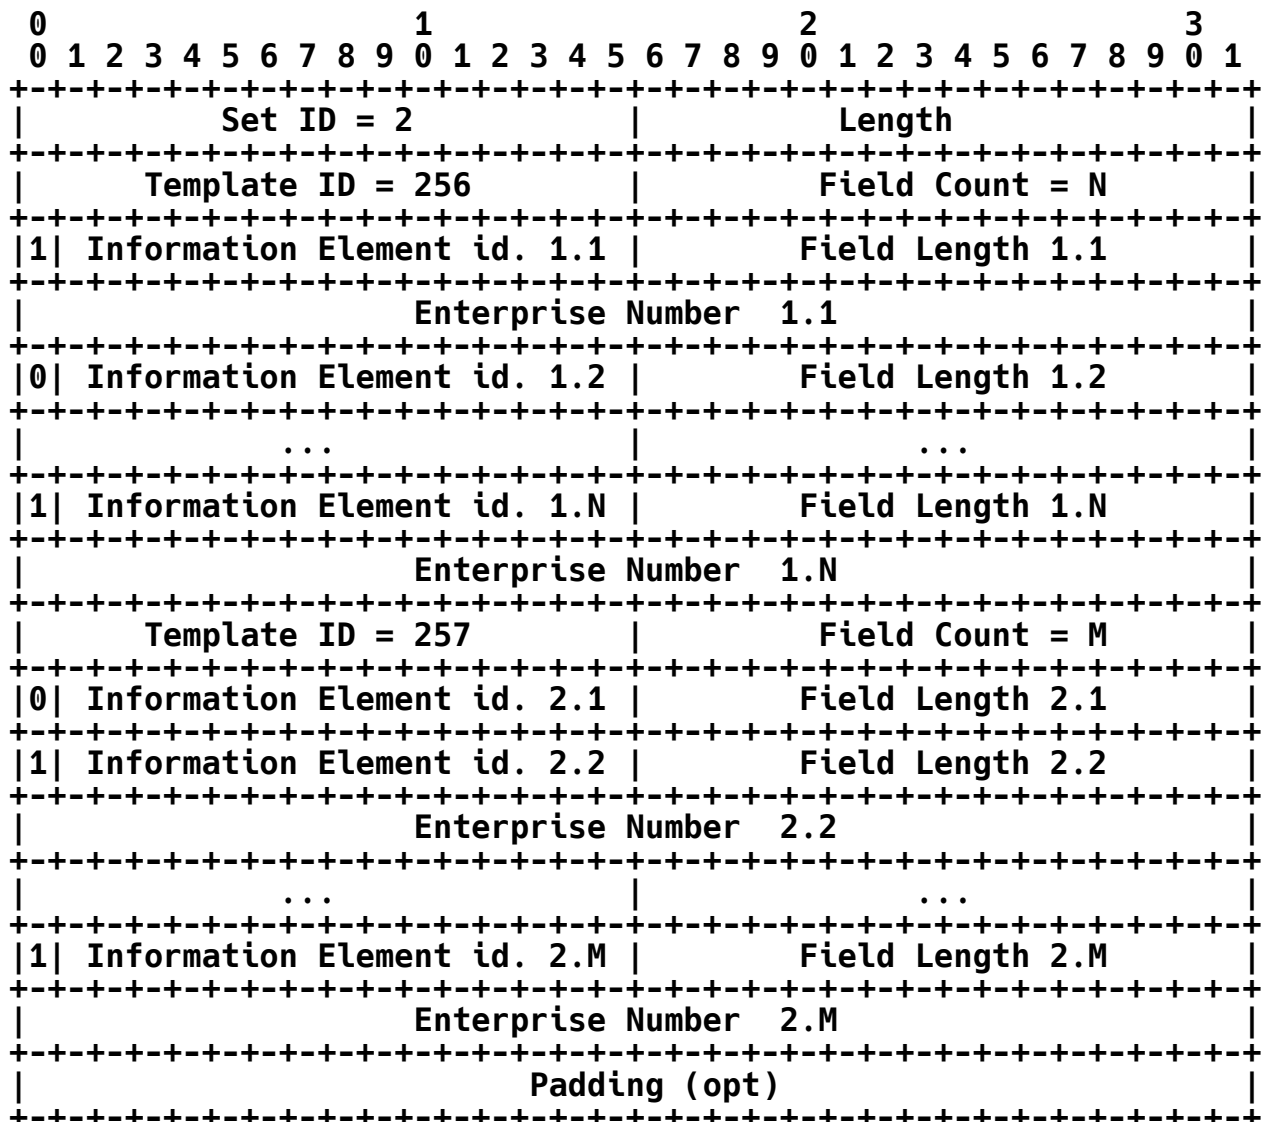 0                   1                   2                   3
 0 1 2 3 4 5 6 7 8 9 0 1 2 3 4 5 6 7 8 9 0 1 2 3 4 5 6 7 8 9 0 1
+-+-+-+-+-+-+-+-+-+-+-+-+-+-+-+-+-+-+-+-+-+-+-+-+-+-+-+-+-+-+-+-+
|          Set ID = 2           |          Length               |
+-+-+-+-+-+-+-+-+-+-+-+-+-+-+-+-+-+-+-+-+-+-+-+-+-+-+-+-+-+-+-+-+
|      Template ID = 256        |         Field Count = N       |
+-+-+-+-+-+-+-+-+-+-+-+-+-+-+-+-+-+-+-+-+-+-+-+-+-+-+-+-+-+-+-+-+
|1| Information Element id. 1.1 |        Field Length 1.1       |
+-+-+-+-+-+-+-+-+-+-+-+-+-+-+-+-+-+-+-+-+-+-+-+-+-+-+-+-+-+-+-+-+
|                    Enterprise Number  1.1                     |
+-+-+-+-+-+-+-+-+-+-+-+-+-+-+-+-+-+-+-+-+-+-+-+-+-+-+-+-+-+-+-+-+
|0| Information Element id. 1.2 |        Field Length 1.2       |
+-+-+-+-+-+-+-+-+-+-+-+-+-+-+-+-+-+-+-+-+-+-+-+-+-+-+-+-+-+-+-+-+
|             ...               |              ...              |
+-+-+-+-+-+-+-+-+-+-+-+-+-+-+-+-+-+-+-+-+-+-+-+-+-+-+-+-+-+-+-+-+
|1| Information Element id. 1.N |        Field Length 1.N       |
+-+-+-+-+-+-+-+-+-+-+-+-+-+-+-+-+-+-+-+-+-+-+-+-+-+-+-+-+-+-+-+-+
|                    Enterprise Number  1.N                     |
+-+-+-+-+-+-+-+-+-+-+-+-+-+-+-+-+-+-+-+-+-+-+-+-+-+-+-+-+-+-+-+-+
|      Template ID = 257        |         Field Count = M       |
+-+-+-+-+-+-+-+-+-+-+-+-+-+-+-+-+-+-+-+-+-+-+-+-+-+-+-+-+-+-+-+-+
|0| Information Element id. 2.1 |        Field Length 2.1       |
+-+-+-+-+-+-+-+-+-+-+-+-+-+-+-+-+-+-+-+-+-+-+-+-+-+-+-+-+-+-+-+-+
|1| Information Element id. 2.2 |        Field Length 2.2       |
+-+-+-+-+-+-+-+-+-+-+-+-+-+-+-+-+-+-+-+-+-+-+-+-+-+-+-+-+-+-+-+-+
|                    Enterprise Number  2.2                     |
+-+-+-+-+-+-+-+-+-+-+-+-+-+-+-+-+-+-+-+-+-+-+-+-+-+-+-+-+-+-+-+-+
|             ...               |              ...              |
+-+-+-+-+-+-+-+-+-+-+-+-+-+-+-+-+-+-+-+-+-+-+-+-+-+-+-+-+-+-+-+-+
|1| Information Element id. 2.M |        Field Length 2.M       |
+-+-+-+-+-+-+-+-+-+-+-+-+-+-+-+-+-+-+-+-+-+-+-+-+-+-+-+-+-+-+-+-+
|                    Enterprise Number  2.M                     |
+-+-+-+-+-+-+-+-+-+-+-+-+-+-+-+-+-+-+-+-+-+-+-+-+-+-+-+-+-+-+-+-+
|                          Padding (opt)                        |
+-+-+-+-+-+-+-+-+-+-+-+-+-+-+-+-+-+-+-+-+-+-+-+-+-+-+-+-+-+-+-+-+